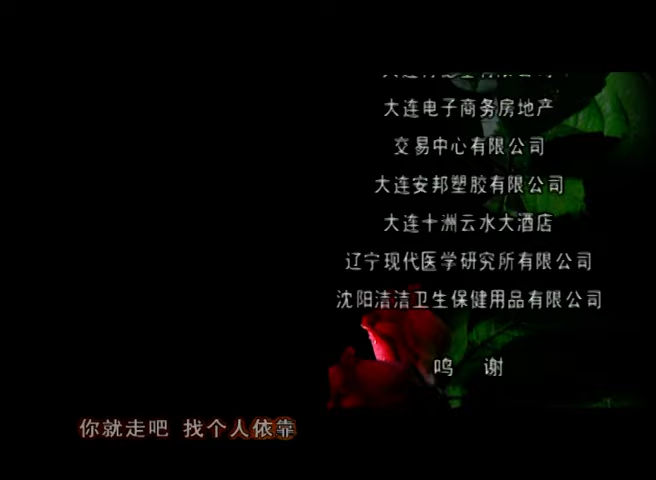 大连电子商务房地产
交易中心有限公司
大连安邦塑胶有限公司
大连十洲云水大酒店
辽宁现代医学研究所有限公司
沈阳洁洁卫生保健用品有限公司
鸣 谢
你就走吧 找个人依靠